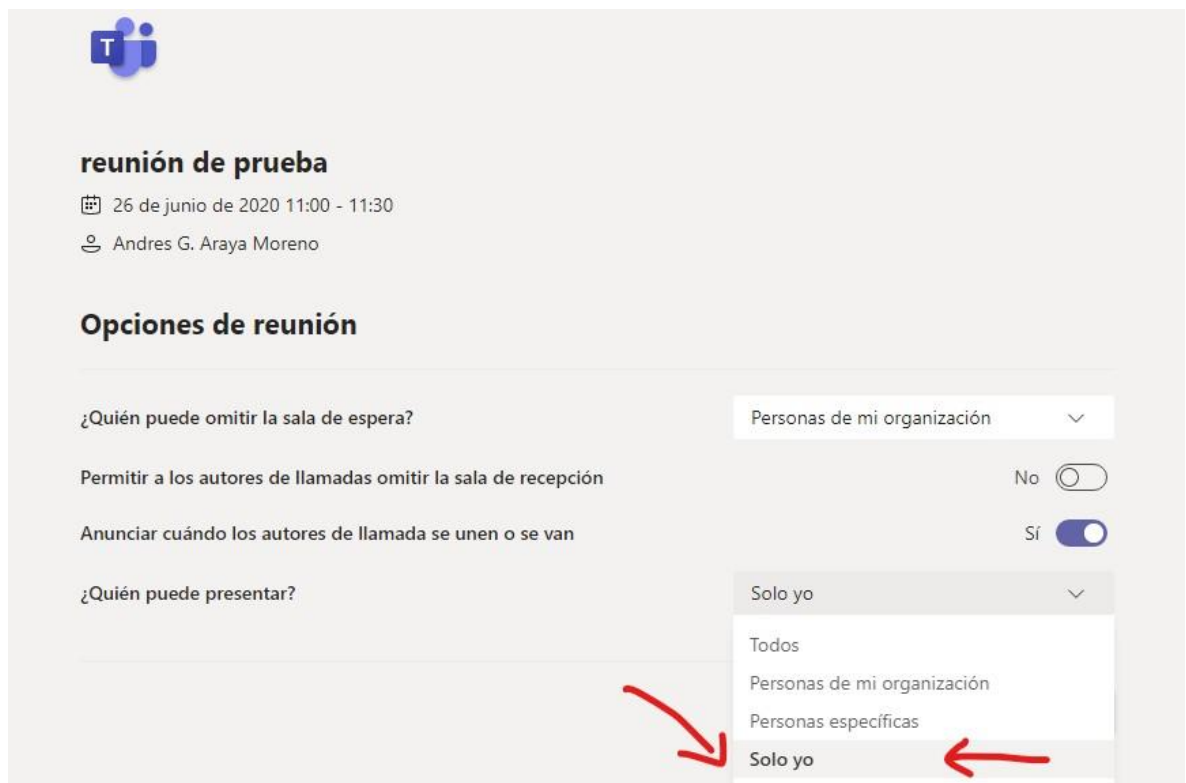 T
reunión de prueba
26 de junio de 2020 11:00 - 11:30
Andres G. Araya Moreno
Opciones de reunión
¿Quién puede omitir la sala de espera? Personas de mi organización
Permitir a los autores de llamadas omitir la sala de recepción No
Anunciar cuándo los autores de llamada se unen o se van Sí
¿Quién puede presentar? Solo yo
Todos
Personas de mi organización
Personas específicas
Solo yo